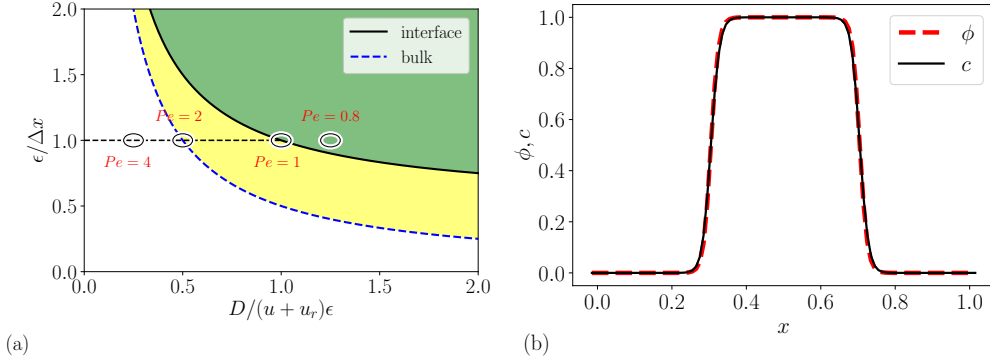 2.0
1.5
1.0
0.5
0.0
ϵ/Δx
interface
bulk
Pe = 2
Pe = 0.8
Pe = 4
Pe = 1
0.0 0.5 1.0 1.5 2.0
D/(u + u_r)ϵ
(a)
1.0
0.8
0.6
0.4
0.2
0.0
ϕ, c
ϕ
c
0.0 0.2 0.4 0.6 0.8 1.0
x
(b)